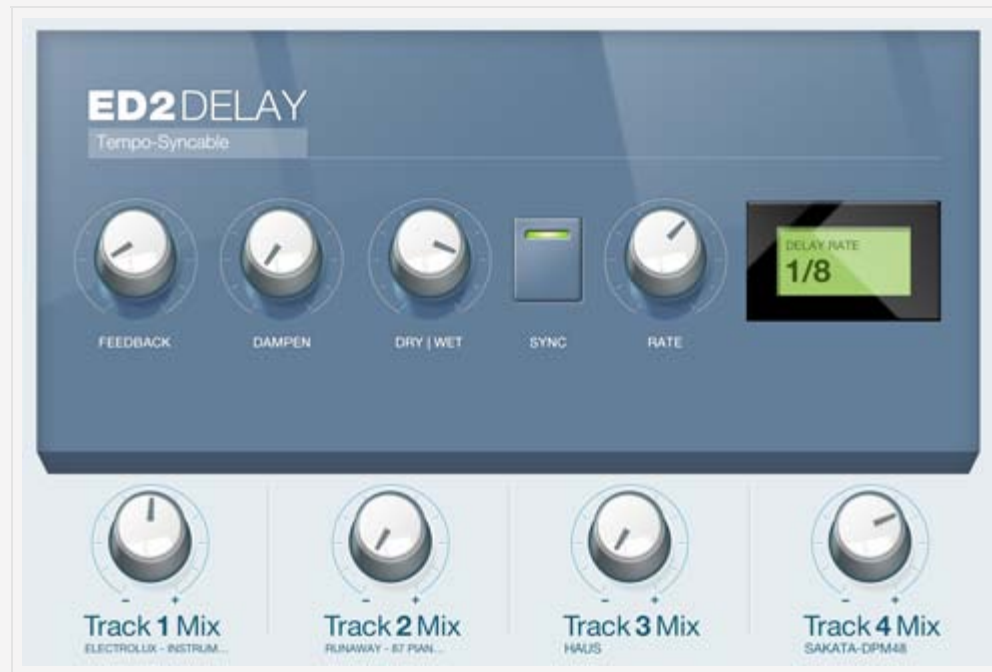 ED2DELAY
Tempo-Syncable
DELAY RATE
1/8
FEEDBACK
DAMPEN
DRY | WET
SYNC
RATE
- +
- +
- +
- +
Track 1 Mix
Track 2 Mix
Track 3 Mix
Track 4 Mix
ELECTROLUX - INSTRUM...
RUNAWAY - 87 PIAN...
HAUS
SAKATA-DPM48